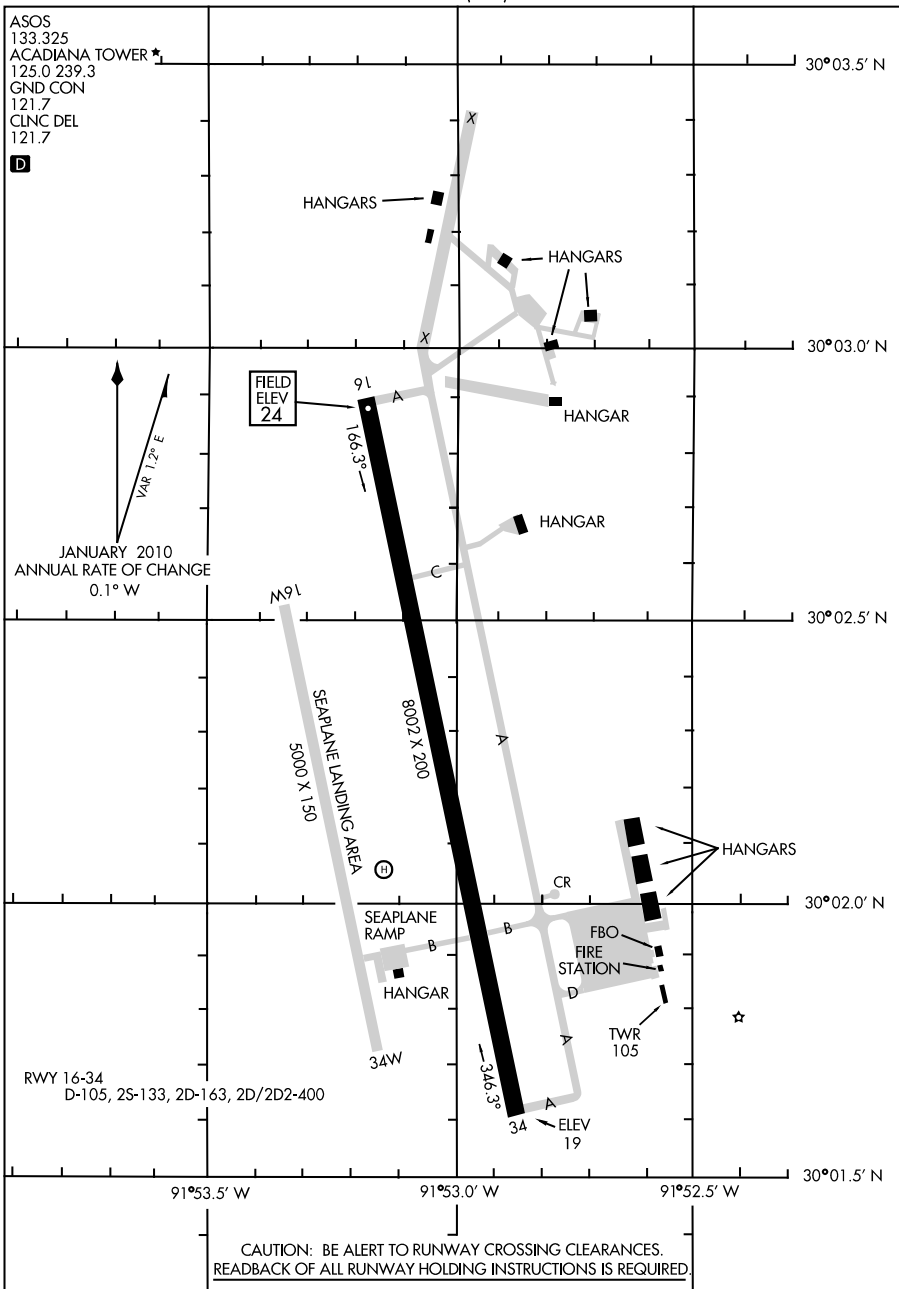 ASOS
133.325
ACADIANA TOWER ★
125.0 239.3
GND CON
121.7
CLNC DEL
121.7
D
30° 03.5' N
X
HANGARS
HANGARS
X
30° 03.0' N
FIELD
ELEV
24
16
A
HANGAR
166.3°
VAR 1.2° E
HANGAR
JANUARY 2010
ANNUAL RATE OF CHANGE
0.1° W
C
16W
30° 02.5' N
SEAPLANE LANDING AREA
5000 X 150
8002 X 200
A
HANGARS
H
CR
30° 02.0' N
SEAPLANE
RAMP
B
B
FBO
FIRE
STATION
HANGAR
D
TWR
105
34W
A
RWY 16-34
D-105, 2S-133, 2D-163, 2D/2D2-400
346.3°
A
34
ELEV
19
30° 01.5' N
91° 53.5' W
91° 53.0' W
91° 52.5' W
CAUTION: BE ALERT TO RUNWAY CROSSING CLEARANCES.
READBACK OF ALL RUNWAY HOLDING INSTRUCTIONS IS REQUIRED.